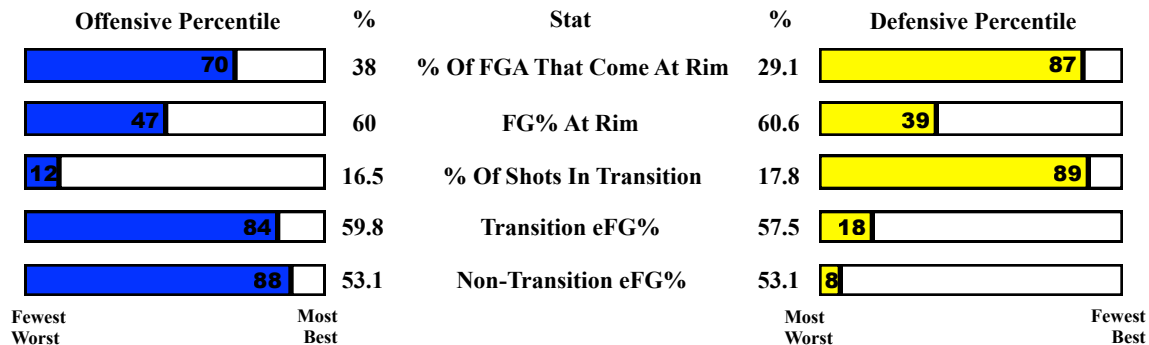 Offensive Percentile % Stat % Defensive Percentile
70 38 % Of FGA That Come At Rim 29.1 87
47 60 FG% At Rim 60.6 39
12 16.5 % Of Shots In Transition 17.8 89
84 59.8 Transition eFG% 57.5 18
88 53.1 Non-Transition eFG% 53.1 8
Fewest Most Most Fewest
Worst Best Worst Best